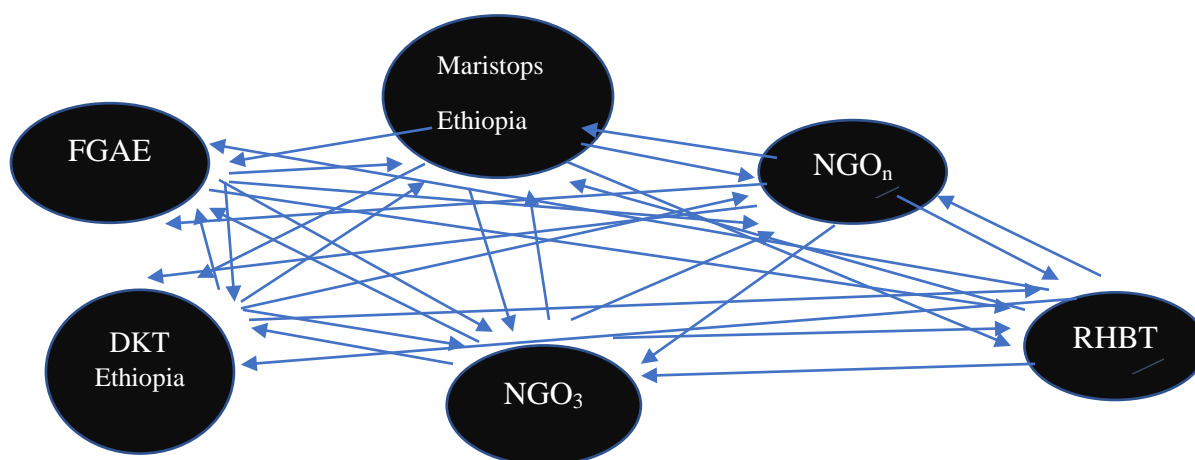 Maristops
Ethiopia
FGAE
NGOn
RHBT
DKT
Ethiopia
NGO3